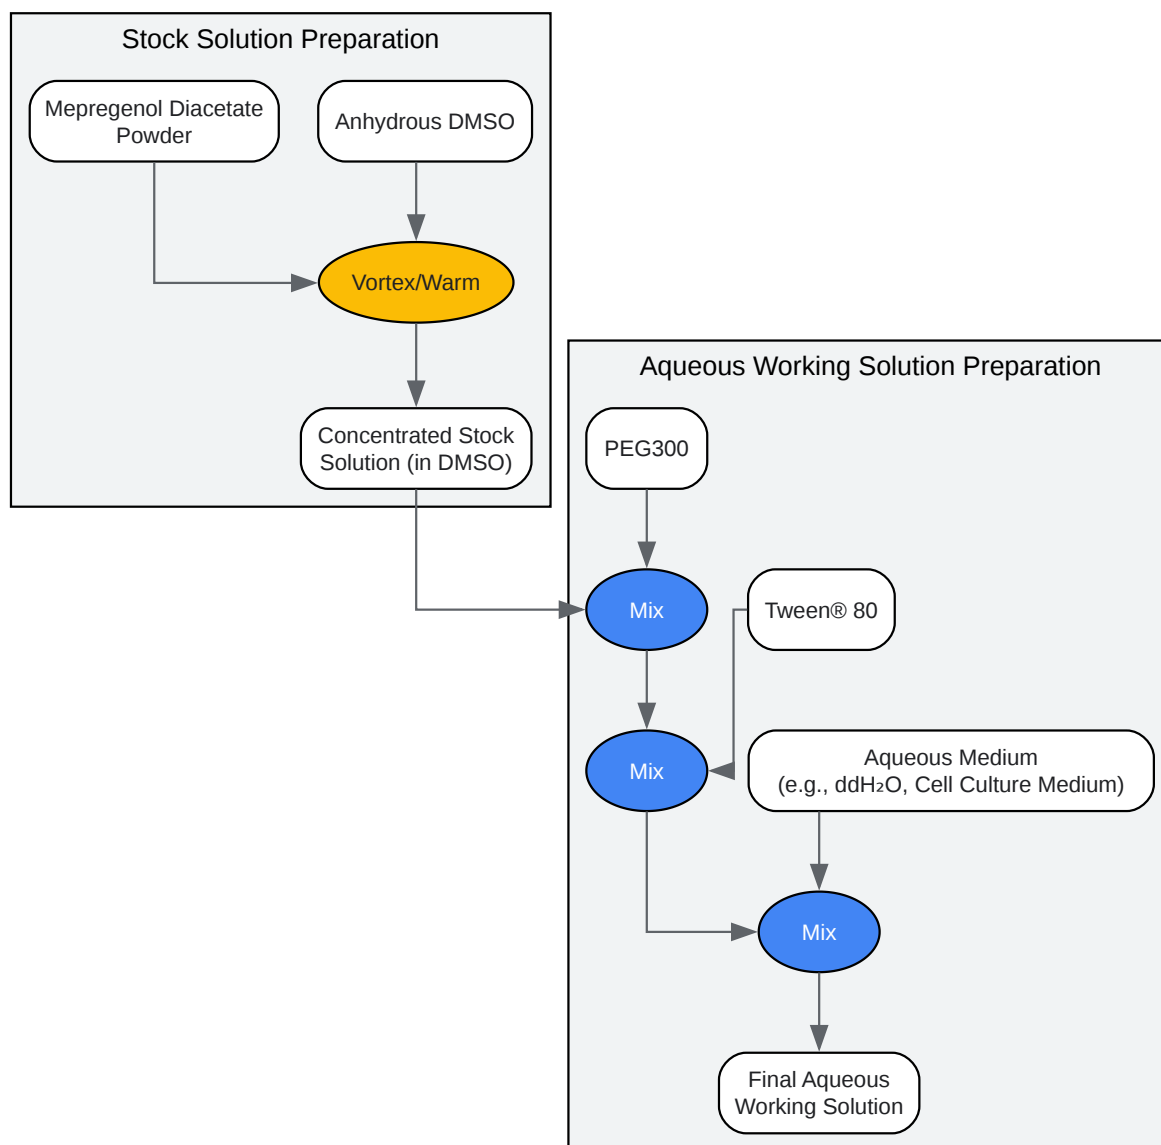 Stock Solution Preparation
Mepregenol Diacetate
Powder
Anhydrous DMSO
Vortex/Warm
Concentrated Stock
Solution (in DMSO)
Aqueous Working Solution Preparation
PEG300
Mix
Tween® 80
Mix
Aqueous Medium
(e.g., ddH₂O, Cell Culture Medium)
Mix
Final Aqueous
Working Solution